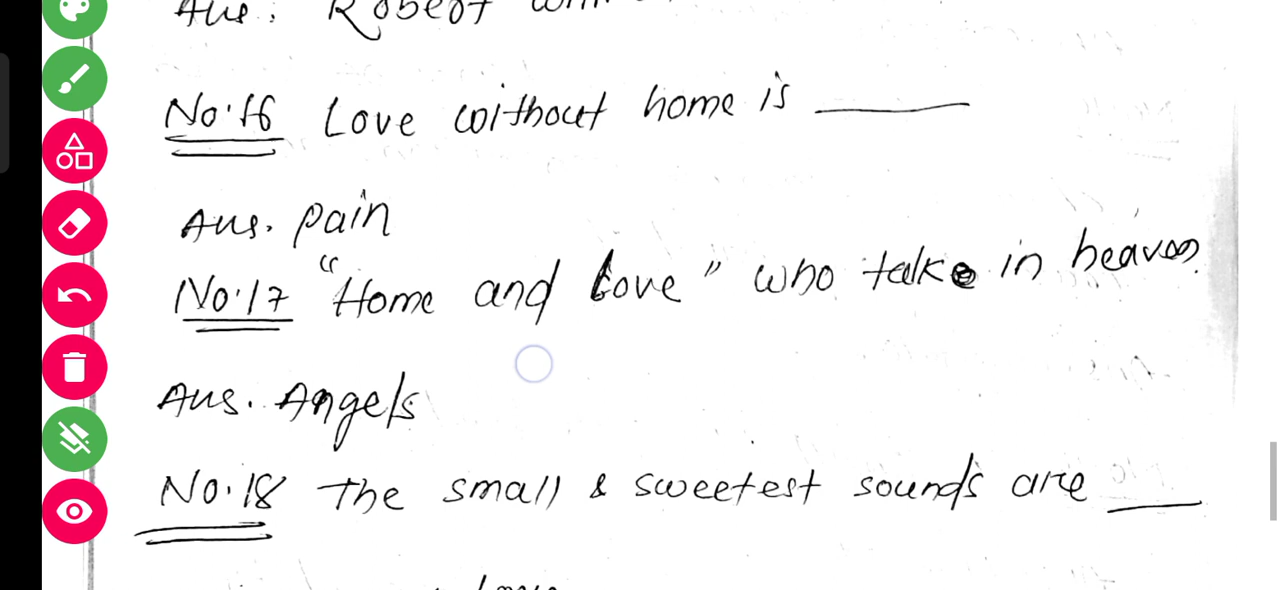 Ans: Robert
No.16 Love without home is ____
Ans. pain
No.17 "Home and Love" who talke in heaven.
Ans. Angels
No.18 The small & sweetest sounds are ____